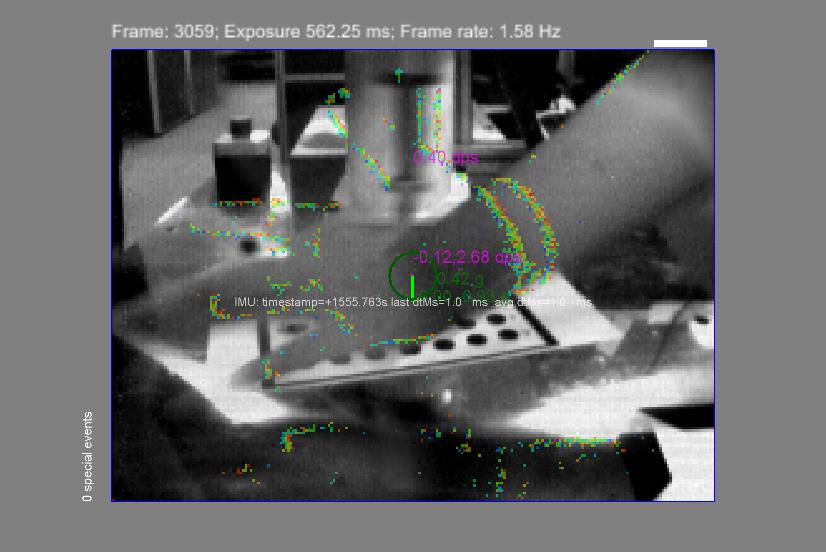 Frame: 3059; Exposure 562.25 ms; Frame rate: 1.58 Hz
0.40 dps
-0.12,2.68 dps
0.42 g
IMU: timestamp=+1555.763s last dtMs=1.0 ms avg dtMs=1.0 ms
0 special events